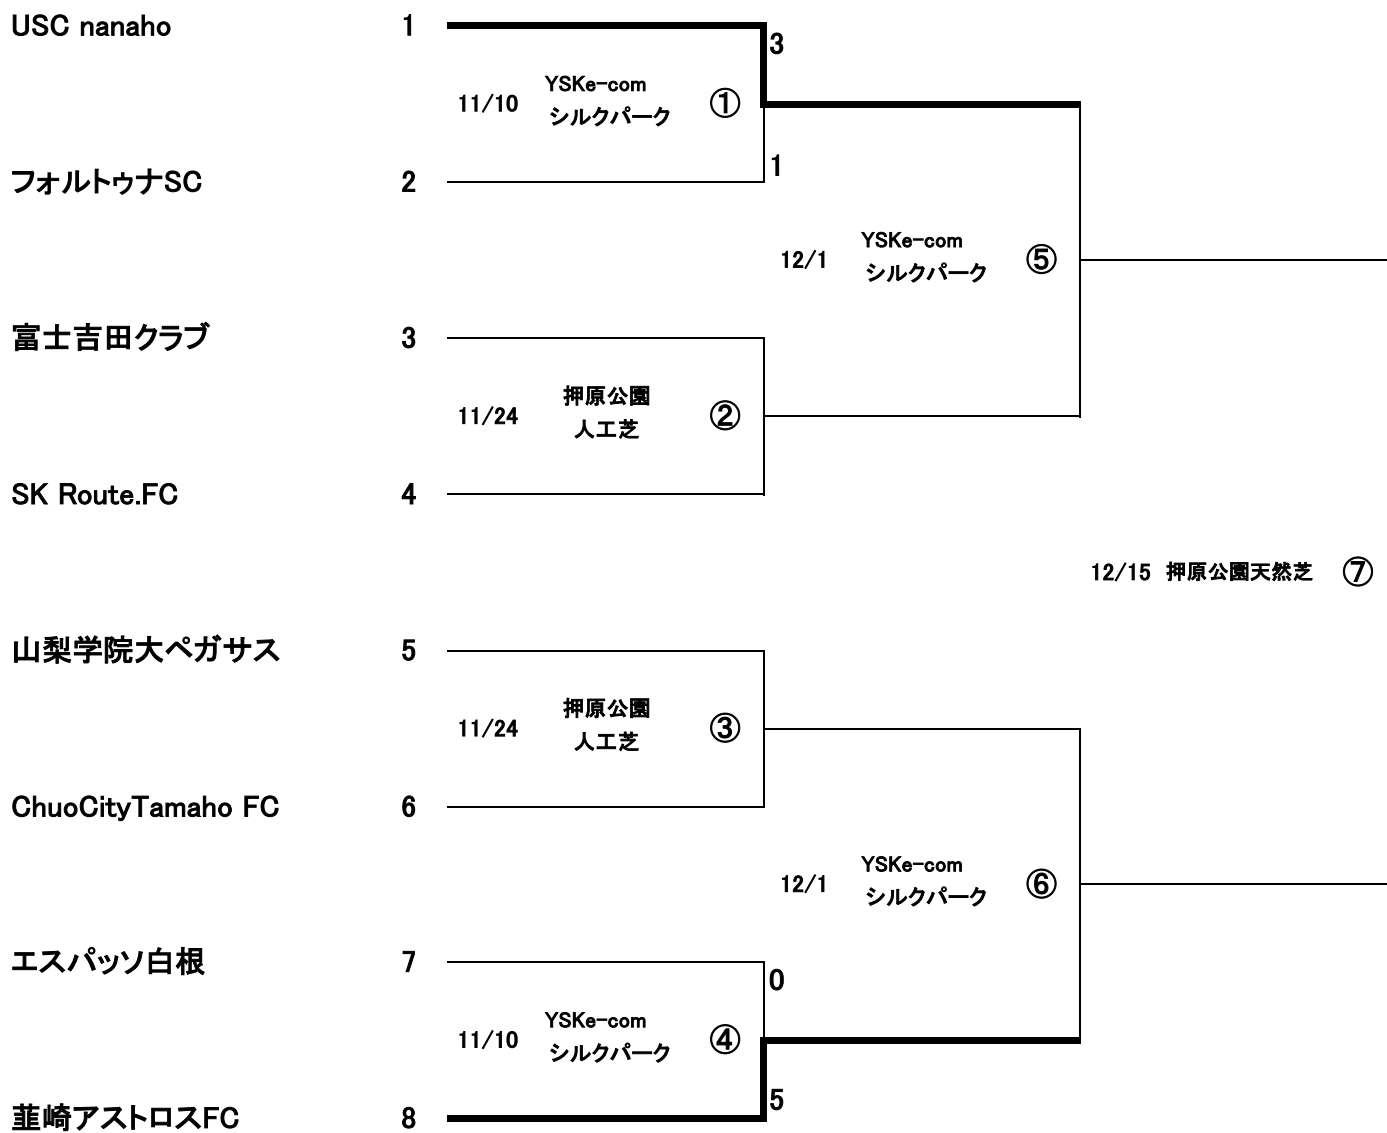 USC nanaho 1
3
11/10 YSKe-com
シルクパーク ①
1
フォルトゥナSC 2
12/1 YSKe-com
シルクパーク ⑤
富士吉田クラブ 3
11/24 押原公園
人工芝 ②
SK Route.FC 4
12/15 押原公園天然芝 ⑦
山梨学院大ペガサス 5
11/24 押原公園
人工芝 ③
ChuoCityTamaho FC 6
12/1 YSKe-com
シルクパーク ⑥
エスパッソ白根 7
0
11/10 YSKe-com
シルクパーク ④
5
韮崎アストロスFC 8